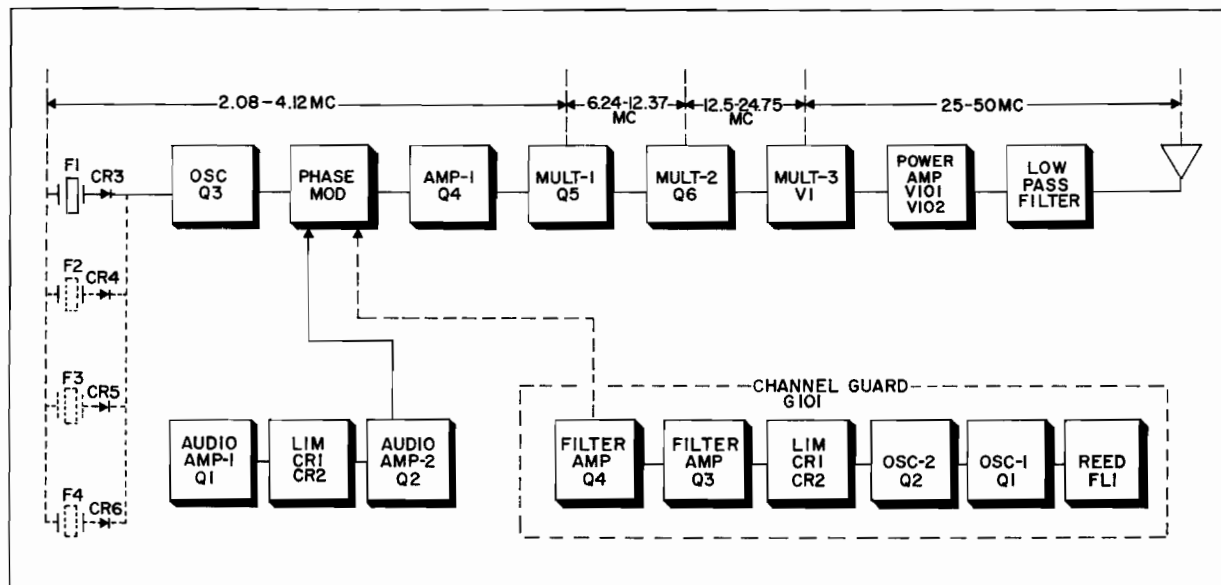 2.08-4.12MC
6.24-12.37
MC
12.5-24.75
MC
25-50 MC
F1
CR3
OSC
Q3
PHASE
MOD
AMP-1
Q4
MULT-1
Q5
MULT-2
Q6
MULT-3
V1
POWER
AMP
V101
V102
LOW
PASS
FILTER
F2
CR4
F3
CR5
F4
CR6
AUDIO
AMP-1
Q1
LIM
CR1
CR2
AUDIO
AMP-2
Q2
CHANNEL GUARD
G101
FILTER
AMP
Q4
FILTER
AMP
Q3
LIM
CR1
CR2
OSC-2
Q2
OSC-1
Q1
REED
FL1